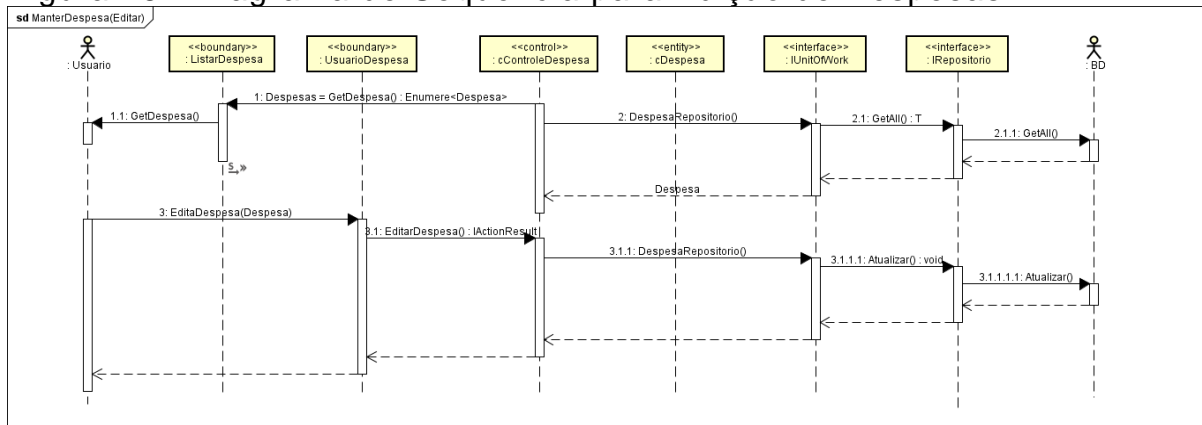 sd ManterDespesa(Editar)
: Usuario
<<boundary>>
: ListarDespesa
<<boundary>>
: UsuarioDespesa
<<control>>
: cControleDespesa
<<entity>>
: cDespesa
<<interface>>
: IUnitOfWork
<<interface>>
: IRepositorio
: BD
1: Despesas = GetDespesa() : Enumere<Despesa>
1.1: GetDespesa()
2: DespesaRepositorio()
2.1: GetAll() : T
2.1.1: GetAll()
s
Despesa
3: EditaDespesa(Despesa)
3.1: EditarDespesa() : IActionResult
3.1.1: DespesaRepositorio()
3.1.1.1: Atualizar() : void
3.1.1.1.1: Atualizar()